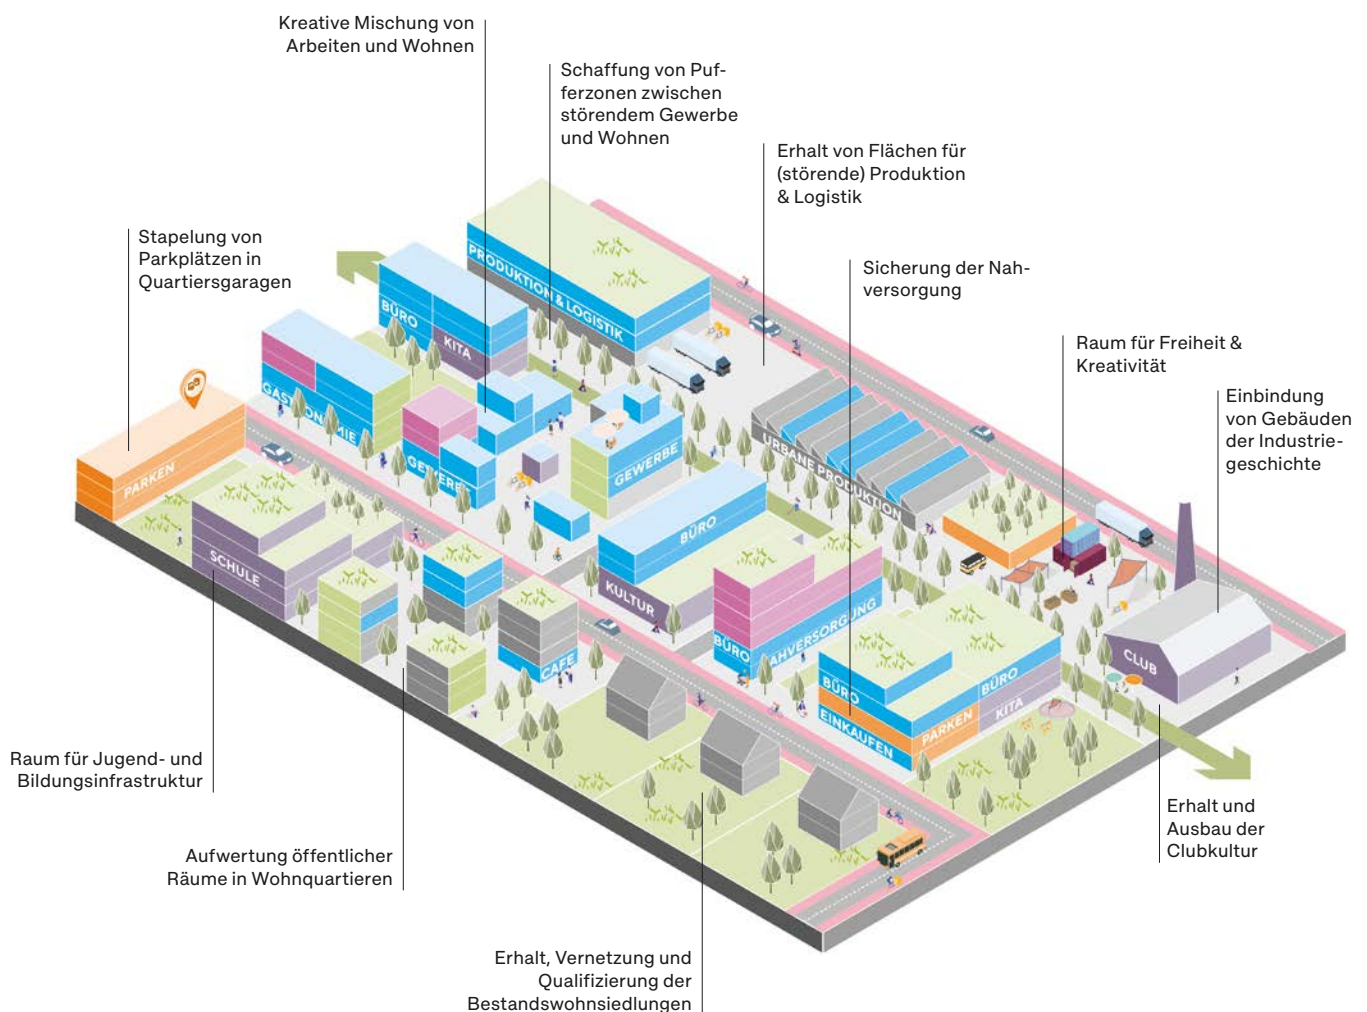 Kreative Mischung von
Arbeiten und Wohnen
Schaffung von Puf-
ferzonen zwischen
störendem Gewerbe
und Wohnen
Erhalt von Flächen für
(störende) Produktion
& Logistik
Stapelung von
Parkplätzen in
Quartiersgaragen
Sicherung der Nah-
versorgung
Raum für Freiheit &
Kreativität
Einbindung
von Gebäuden
der Industrie-
geschichte
PRODUKTION & LOGISTIK
BÜRO
KITA
GASTRONOMIE
PARKEN
GEWERBE
GEWERBE
URBANE PRODUKTION
BÜRO
KULTUR
SCHULE
BÜRO
NAHVERSORGUNG
CAFE
CLUB
BÜRO
BÜRO
EINKAUFEN
PARKEN
KITA
Raum für Jugend- und
Bildungsinfrastruktur
Aufwertung öffentlicher
Räume in Wohnquartieren
Erhalt und
Ausbau der
Clubkultur
Erhalt, Vernetzung und
Qualifizierung der
Bestandswohnsiedlungen